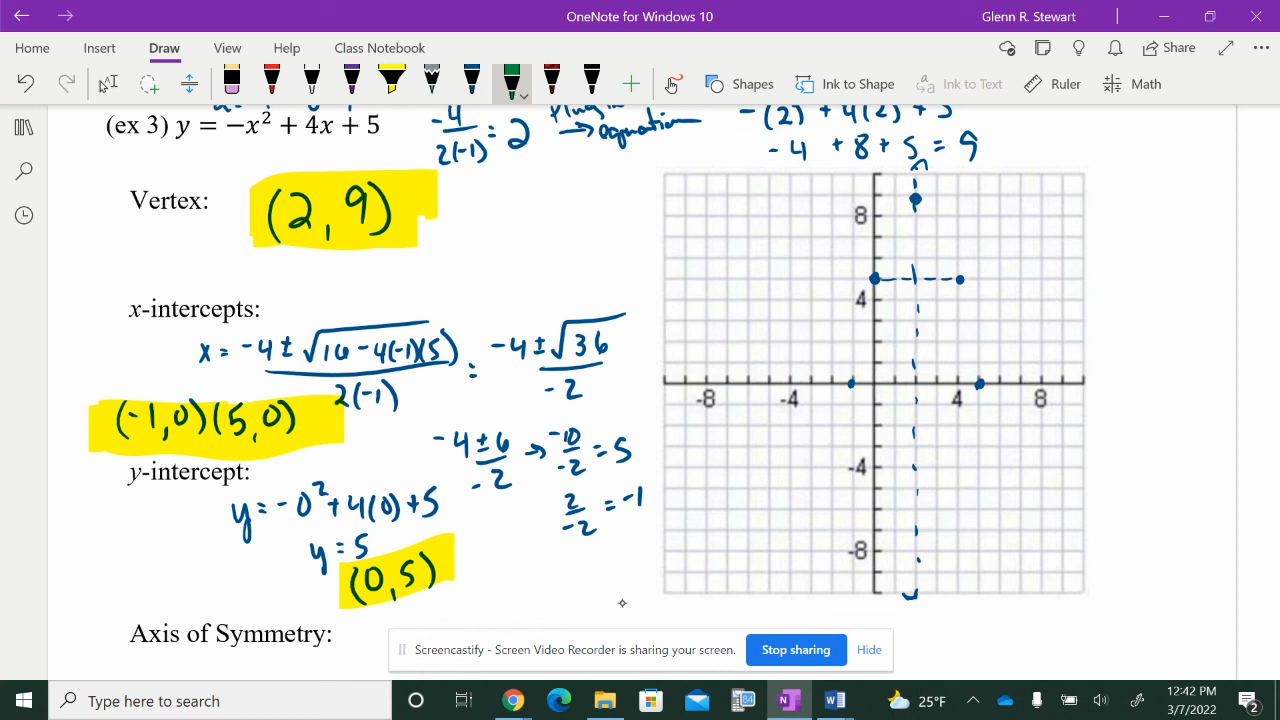 OneNote for Windows 10
Glenn R. Stewart
Home Insert Draw View Help Class Notebook Share
Shapes Ink to Shape Ink to Text Ruler Math
(ex 3) y = −x² + 4x + 5
-4/2(-1) = 2
plug in
→ equation
-(2) + 4(2) + 5
-4 + 8 + 5 = 9
Vertex: (2, 9)
x-intercepts:
x = -4 ± √16 - 4(-1)(5) / 2(-1) = -4 ± √36 / -2
(-1,0)(5,0)
-4 ± 6 / -2 → -10/-2 = 5
2/-2 = -1
y-intercept:
y = -0² + 4(0) + 5
y = 5
(0,5)
Axis of Symmetry:
8
4
-8 -4 4 8
-4
-8
Screencastify - Screen Video Recorder is sharing your screen. Stop sharing Hide
Type here to search
84
25°F
12:42 PM
3/7/2022
2